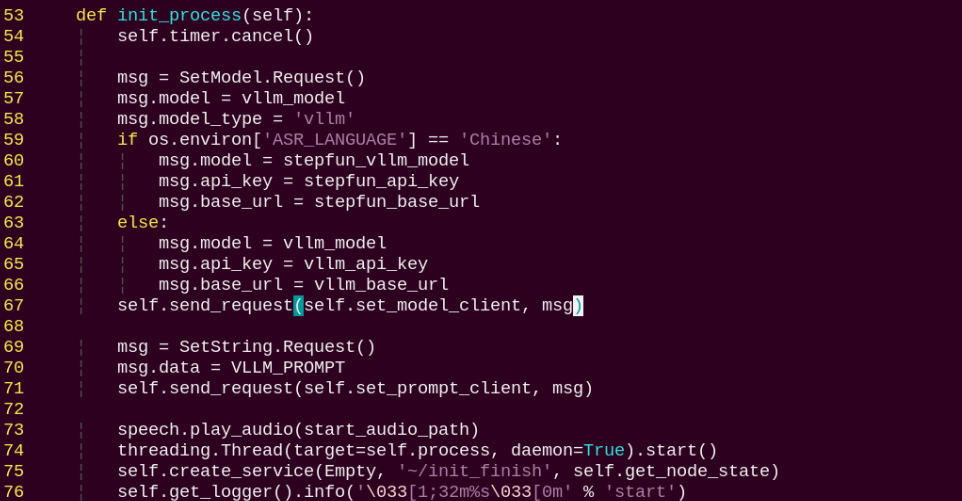 53     def init_process(self):
54         self.timer.cancel()
55
56         msg = SetModel.Request()
57         msg.model = vllm_model
58         msg.model_type = 'vllm'
59         if os.environ['ASR_LANGUAGE'] == 'Chinese':
60             msg.model = stepfun_vllm_model
61             msg.api_key = stepfun_api_key
62             msg.base_url = stepfun_base_url
63         else:
64             msg.model = vllm_model
65             msg.api_key = vllm_api_key
66             msg.base_url = vllm_base_url
67         self.send_request(self.set_model_client, msg)
68
69         msg = SetString.Request()
70         msg.data = VLLM_PROMPT
71         self.send_request(self.set_prompt_client, msg)
72
73         speech.play_audio(start_audio_path)
74         threading.Thread(target=self.process, daemon=True).start()
75         self.create_service(Empty, '~/init_finish', self.get_node_state)
76         self.get_logger().info('\033[1;32m%s\033[0m' % 'start')